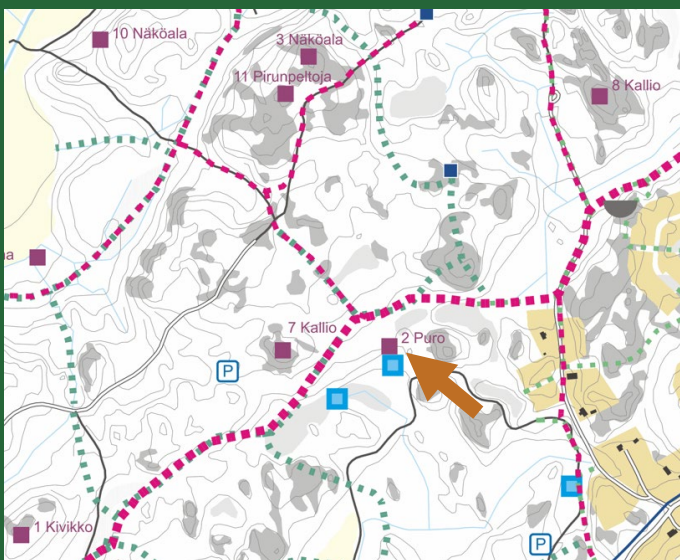 10 Näköala
3 Näköala
11 Pirunpeltoja
8 Kallio
7 Kallio
2 Puro
P
1 Kivikko
P